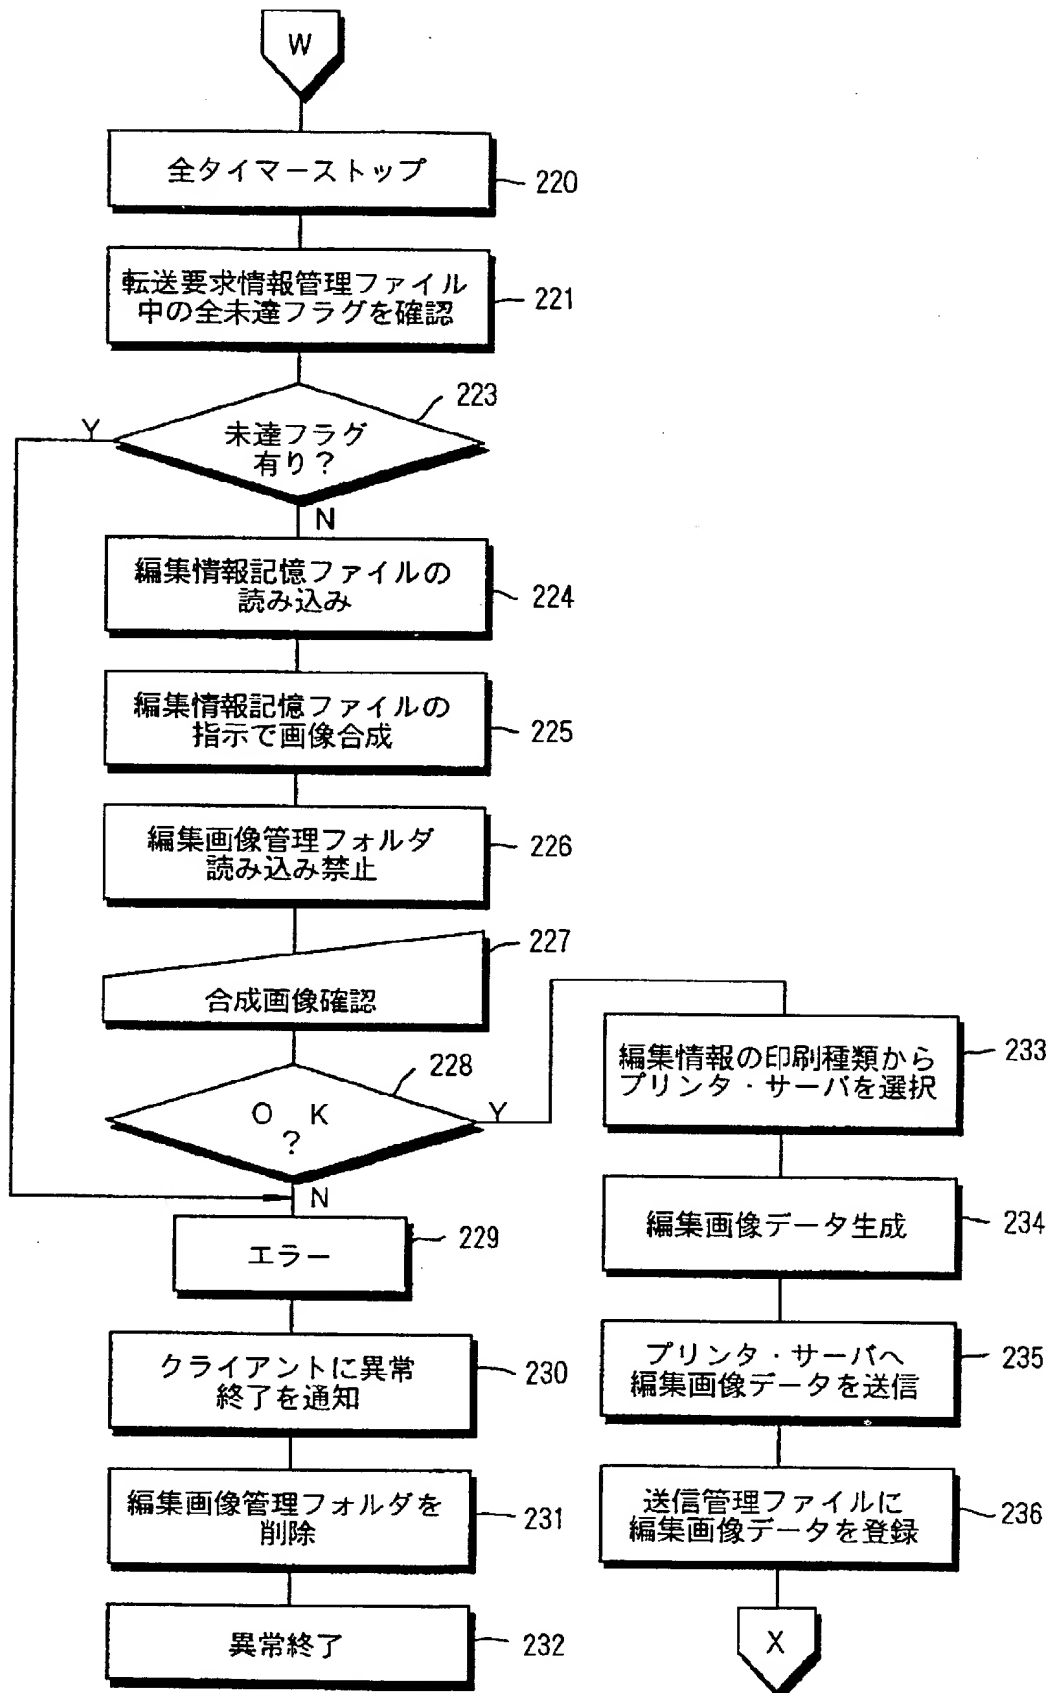 W
全タイマーストップ
220
転送要求情報管理ファイル
中の全未達フラグを確認
221
223
Y
未達フラグ
有り？
N
編集情報記憶ファイルの
読み込み
224
編集情報記憶ファイルの
指示で画像合成
225
編集画像管理フォルダ
読み込み禁止
226
227
合成画像確認
228
O K
？
Y
N
エラー
229
クライアントに異常
終了を通知
230
編集画像管理フォルダを
削除
231
異常終了
232
編集情報の印刷種類から
プリンタ・サーバを選択
233
編集画像データ生成
234
プリンタ・サーバへ
編集画像データを送信
235
送信管理ファイルに
編集画像データを登録
236
X